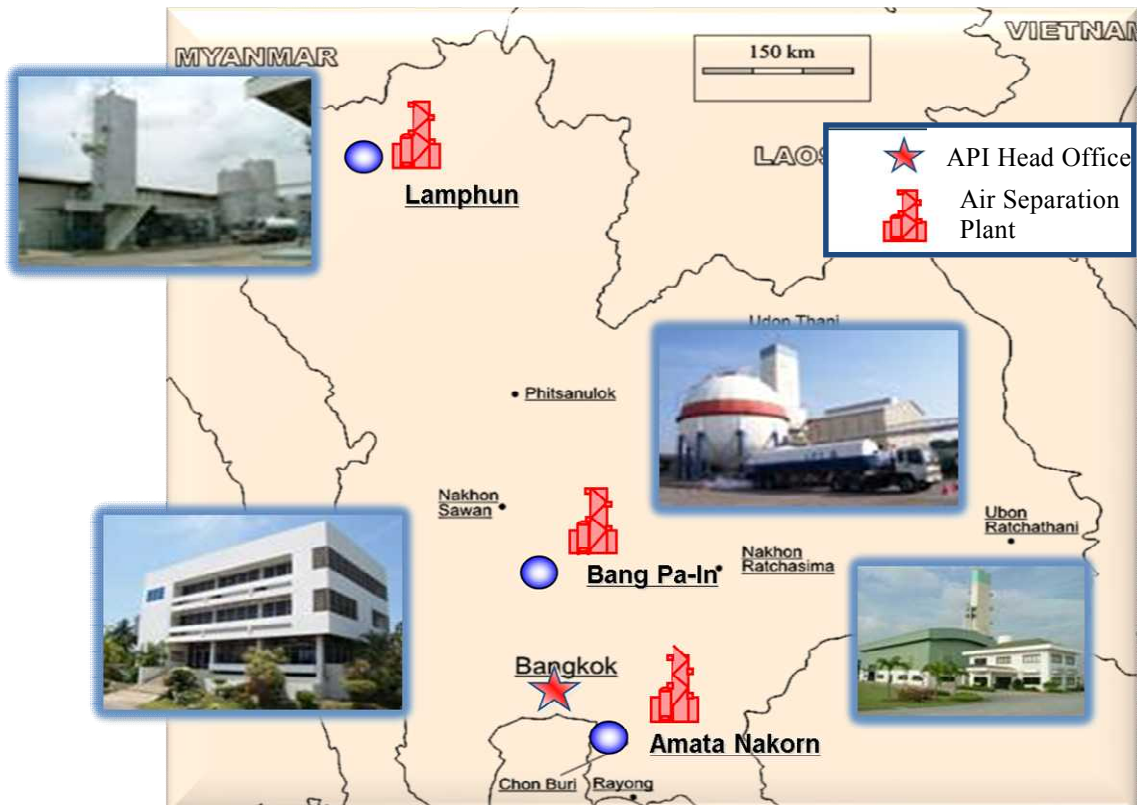 MYANMAR
VIETNAM
150 km
LAOS
API Head Office
Air Separation
Plant
Lamphun
Udon Thani
Phitsanulok
Nakhon
Sawan
Ubon
Ratchathani
Nakhon
Ratchasima
Bang Pa-In
Bangkok
Amata Nakorn
Chon Buri
Rayong